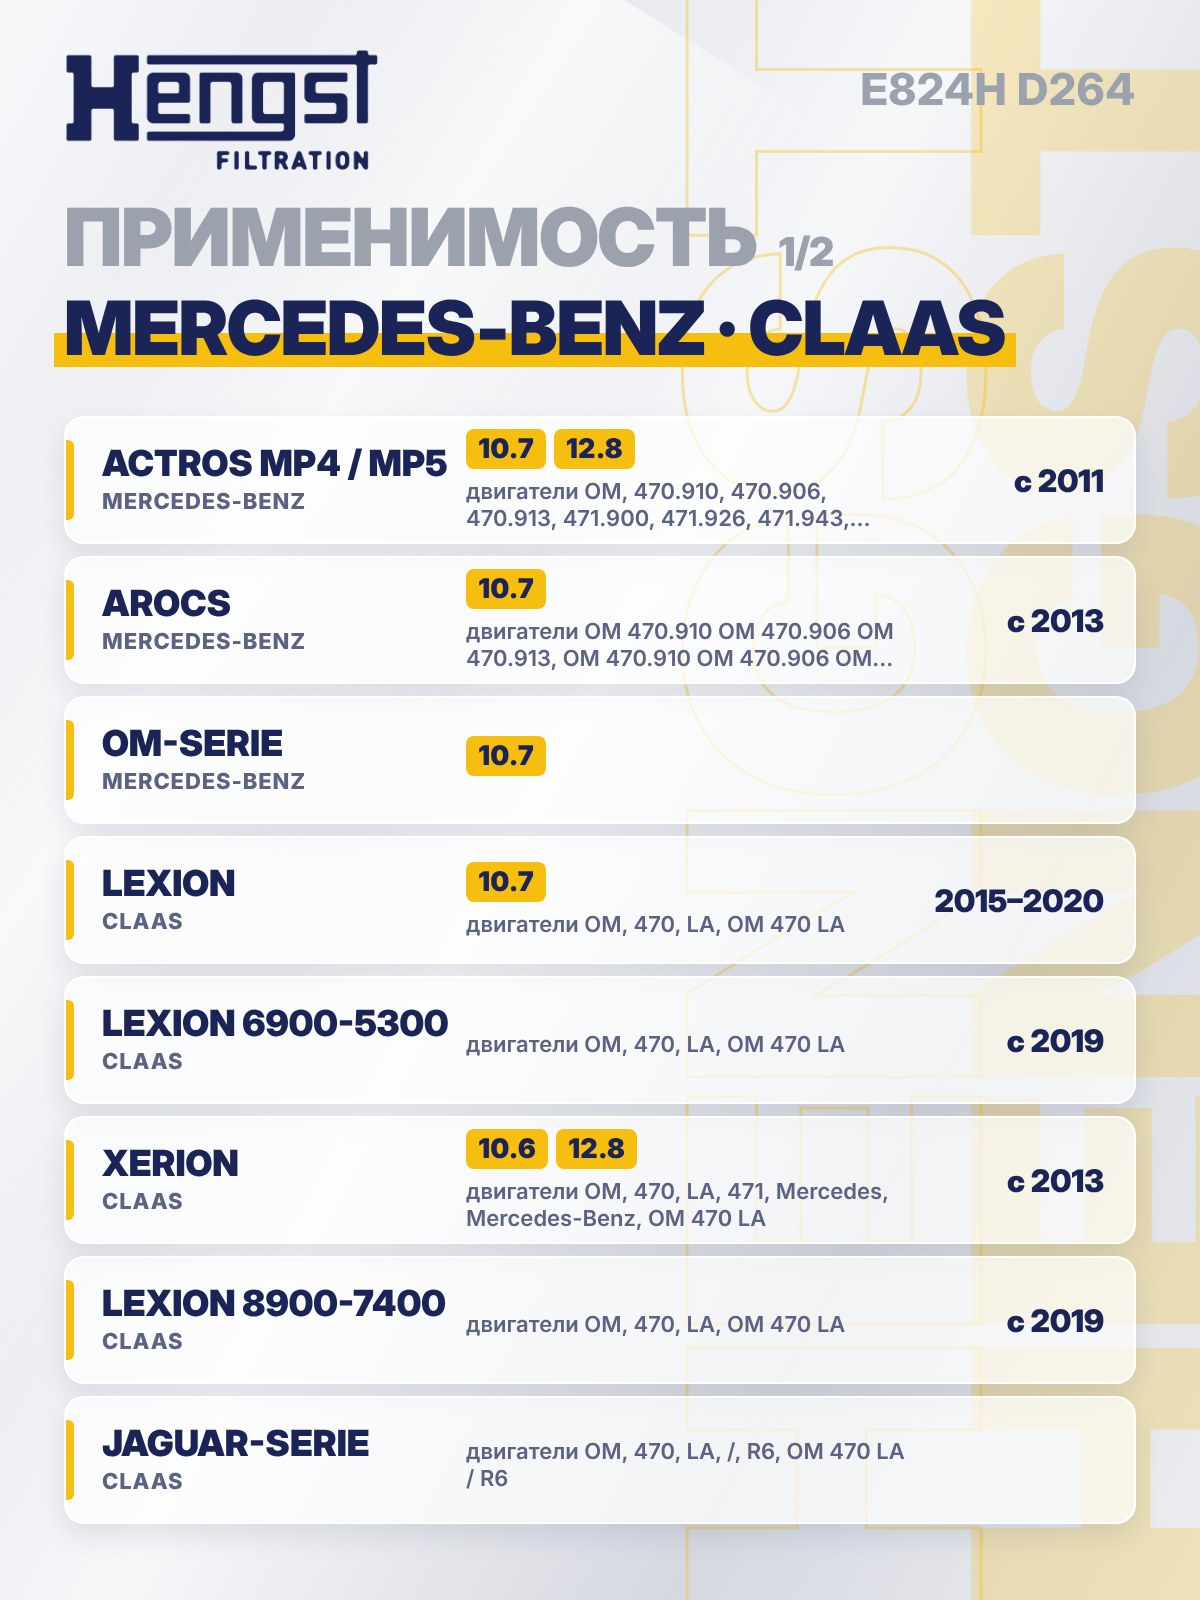 Hengst
FILTRATION
E824H D264
ПРИМЕНИМОСТЬ 1/2
MERCEDES-BENZ · CLAAS
ACTROS MP4 / MP5
MERCEDES-BENZ
10.7 12.8
двигатели OM, 470.910, 470.906,
470.913, 471.900, 471.926, 471.943,...
с 2011
AROCS
MERCEDES-BENZ
10.7
двигатели OM 470.910 OM 470.906 OM
470.913, OM 470.910 OM 470.906 OM...
с 2013
OM-SERIE
MERCEDES-BENZ
10.7
LEXION
CLAAS
10.7
двигатели OM, 470, LA, OM 470 LA
2015–2020
LEXION 6900-5300
CLAAS
двигатели OM, 470, LA, OM 470 LA
с 2019
XERION
CLAAS
10.6 12.8
двигатели OM, 470, LA, 471, Mercedes,
Mercedes-Benz, OM 470 LA
с 2013
LEXION 8900-7400
CLAAS
двигатели OM, 470, LA, OM 470 LA
с 2019
JAGUAR-SERIE
CLAAS
двигатели OM, 470, LA, /, R6, OM 470 LA
/ R6
HENGST
HENGST